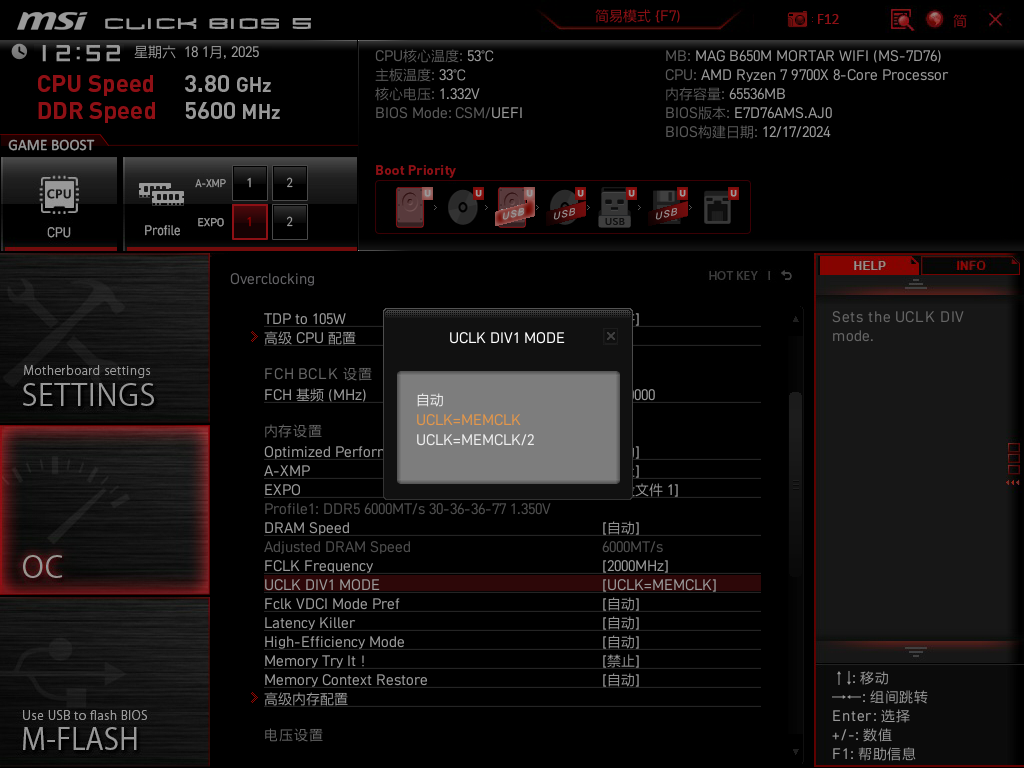 msi CLICK BIOS 5
简易模式 (F7)
F12
简
12:52 星期六 18 1月, 2025
CPU Speed 3.80 GHz
DDR Speed 5600 MHz
CPU核心温度: 53℃
主板温度: 33℃
核心电压: 1.332V
BIOS Mode: CSM/UEFI
MB: MAG B650M MORTAR WIFI (MS-7D76)
CPU: AMD Ryzen 7 9700X 8-Core Processor
内存容量: 65536MB
BIOS版本: E7D76AMS.AJ0
BIOS构建日期: 12/17/2024
GAME BOOST
CPU
CPU
Profile
A-XMP 1 2
EXPO 1 2
Boot Priority
U U U U U U U
USB USB USB USB
Motherboard settings
SETTINGS
OC
Use USB to flash BIOS
M-FLASH
Overclocking
HOT KEY
TDP to 105W
高级 CPU 配置
FCH BCLK 设置
FCH 基频 (MHz) 000
内存设置
Optimized Perfor
A-XMP
EXPO 文件 1]
Profile1: DDR5 6000MT/s 30-36-36-77 1.350V
DRAM Speed [自动]
Adjusted DRAM Speed 6000MT/s
FCLK Frequency [2000MHz]
UCLK DIV1 MODE [UCLK=MEMCLK]
Fclk VDCI Mode Pref [自动]
Latency Killer [自动]
High-Efficiency Mode [自动]
Memory Try It ! [禁止]
Memory Context Restore [自动]
高级内存配置
电压设置
UCLK DIV1 MODE
自动
UCLK=MEMCLK
UCLK=MEMCLK/2
HELP
INFO
Sets the UCLK DIV
mode.
↑↓: 移动
→←: 组间跳转
Enter: 选择
+/-: 数值
F1: 帮助信息